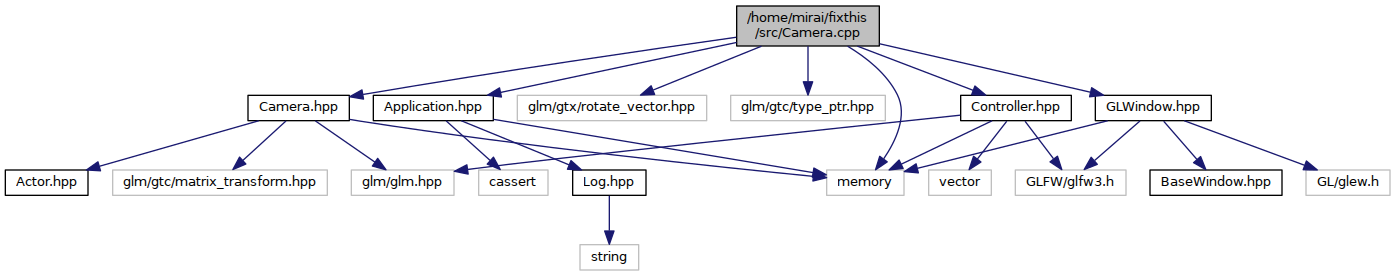 /home/mirai/fixthis
/src/Camera.cpp
Camera.hpp
Application.hpp
glm/gtx/rotate_vector.hpp
glm/gtc/type_ptr.hpp
Controller.hpp
GLWindow.hpp
Actor.hpp
glm/gtc/matrix_transform.hpp
glm/glm.hpp
cassert
Log.hpp
memory
vector
GLFW/glfw3.h
BaseWindow.hpp
GL/glew.h
string